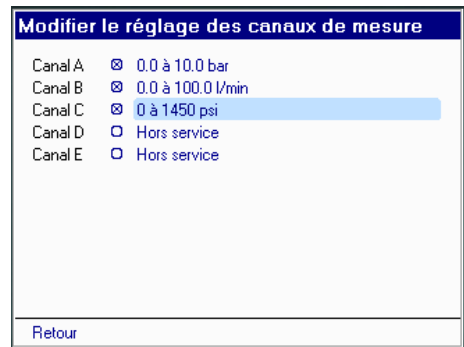 Modifier le réglage des canaux de mesure
Canal A ⊗ 0.0 à 10.0 bar
Canal B ⊗ 0.0 à 100.0 l/min
Canal C ⊗ 0 à 1450 psi
Canal D O Hors service
Canal E O Hors service
Retour